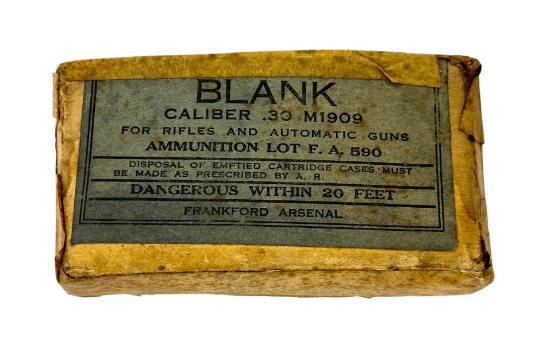 BLANK
CALIBER .30 M1909
FOR RIFLES AND AUTOMATIC GUNS
AMMUNITION LOT F. A. 590
DISPOSAL OF EMPTIED CARTRIDGE CASES MUST
BE MADE AS PRESCRIBED BY A. R.
DANGEROUS WITHIN 20 FEET
FRANKFORD ARSENAL